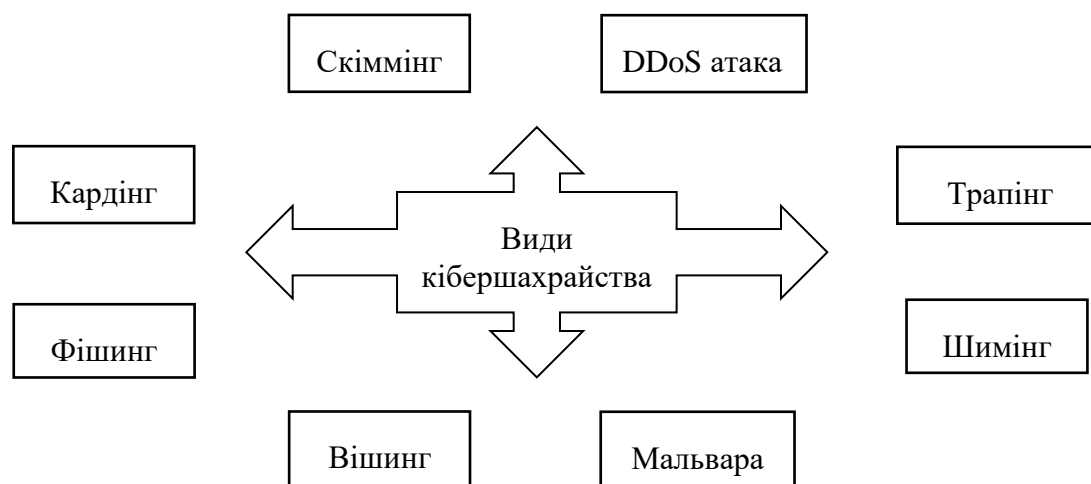 Скіммінг
DDoS атака
Кардінг
Трапінг
Види
кібершахрайства
Фішинг
Шимінг
Вішинг
Мальвара